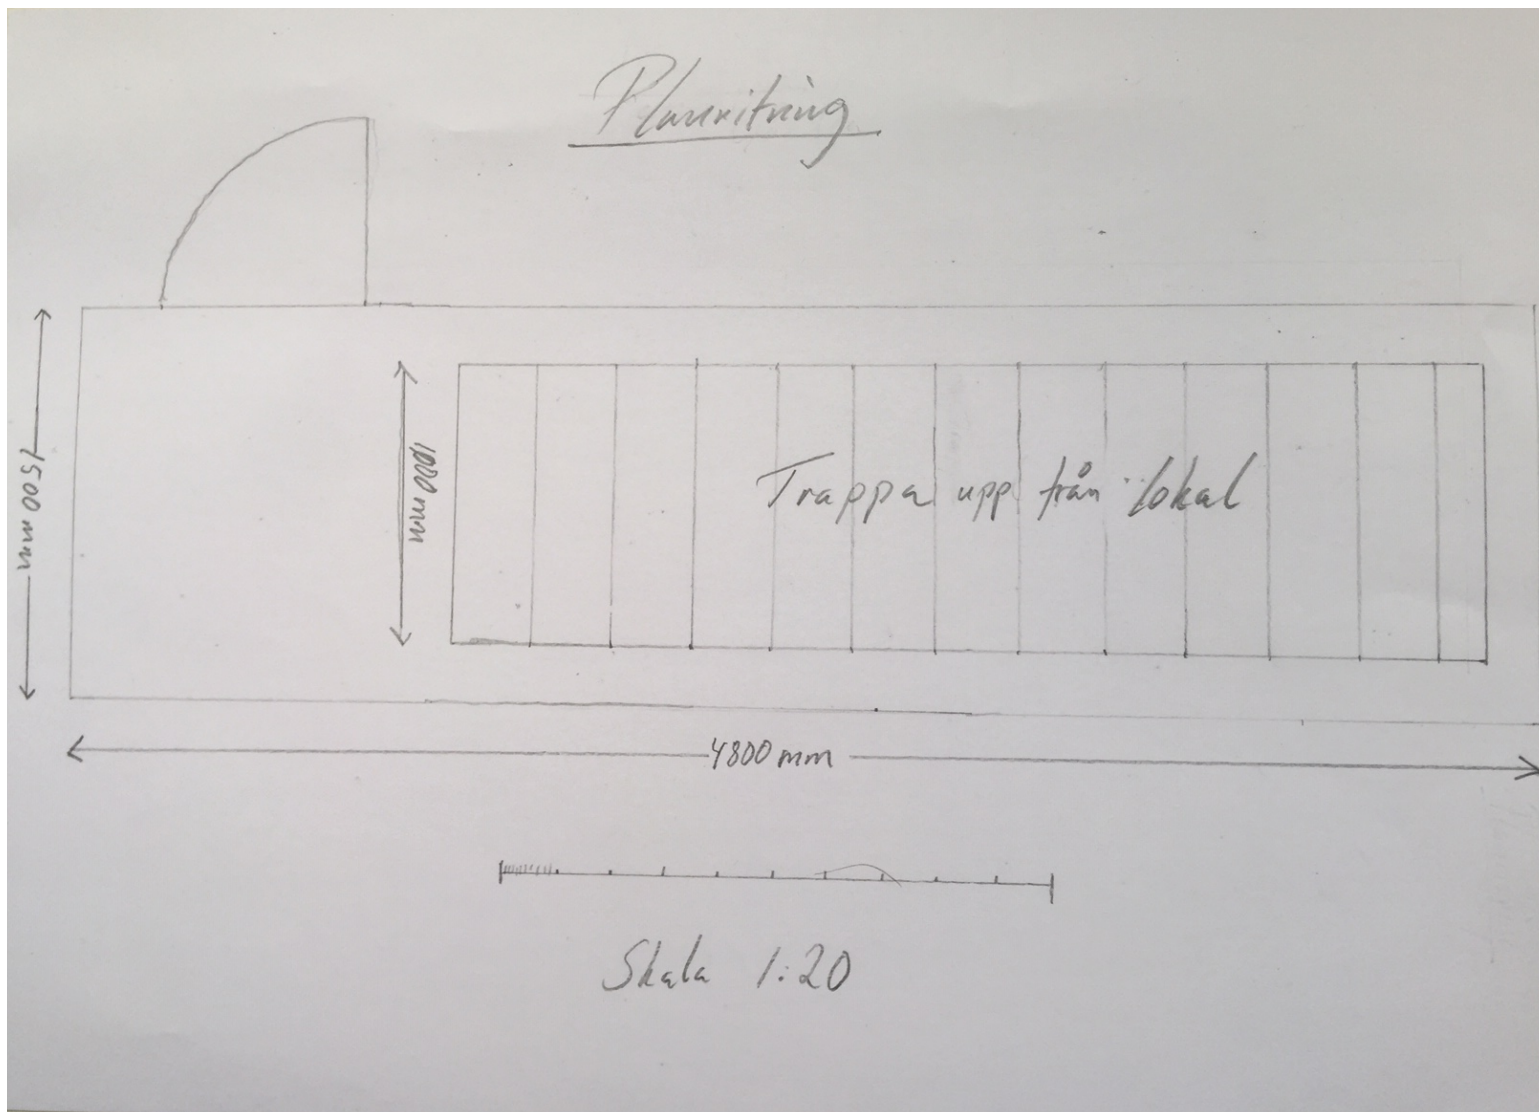 Planritning
1500 mm
1000 mm
Trappa upp från lokal
4800 mm
Skala 1:20